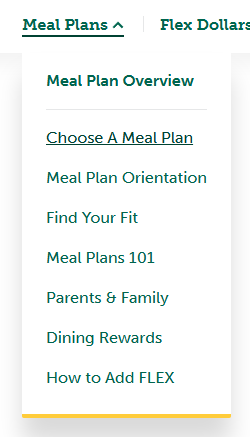 Meal Plans
Flex Dollars
Meal Plan Overview
Choose A Meal Plan
Meal Plan Orientation
Find Your Fit
Meal Plans 101
Parents & Family
Dining Rewards
How to Add FLEX